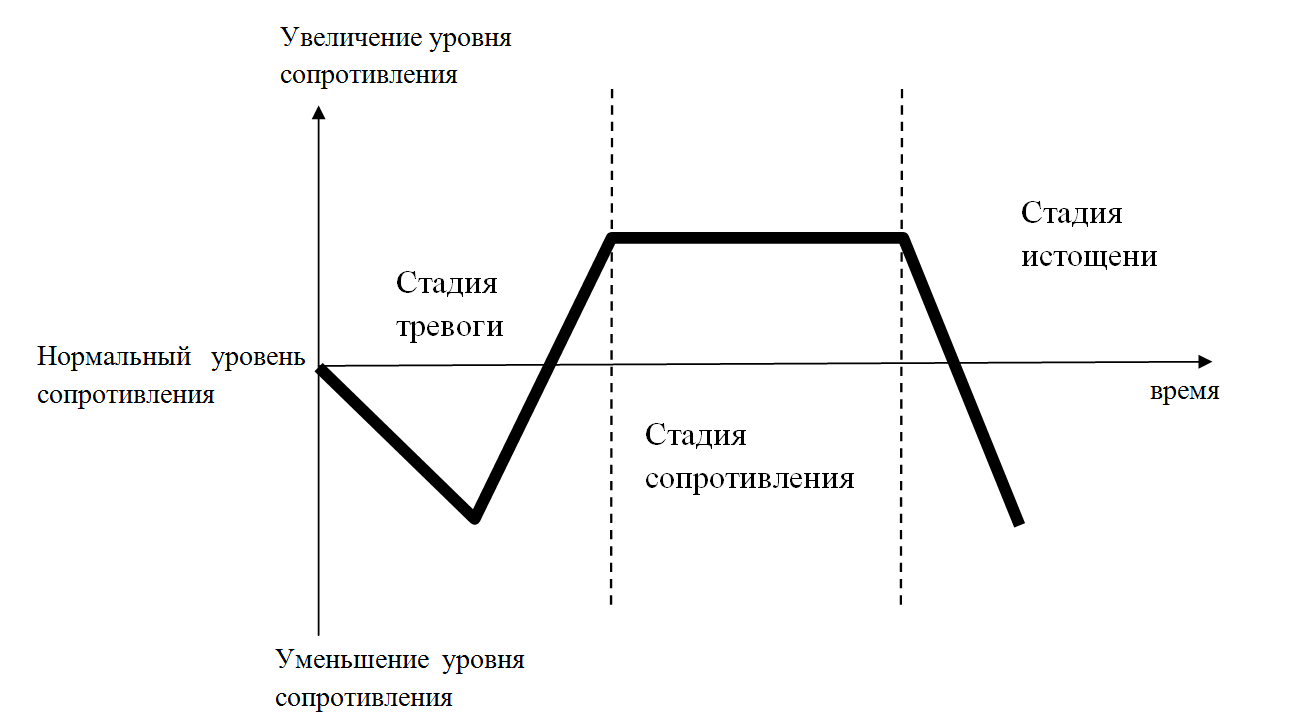 Увеличение уровня
сопротивления
Стадия
истощени
Стадия
тревоги
Нормальный уровень
сопротивления
время
Стадия
сопротивления
Уменьшение уровня
сопротивления